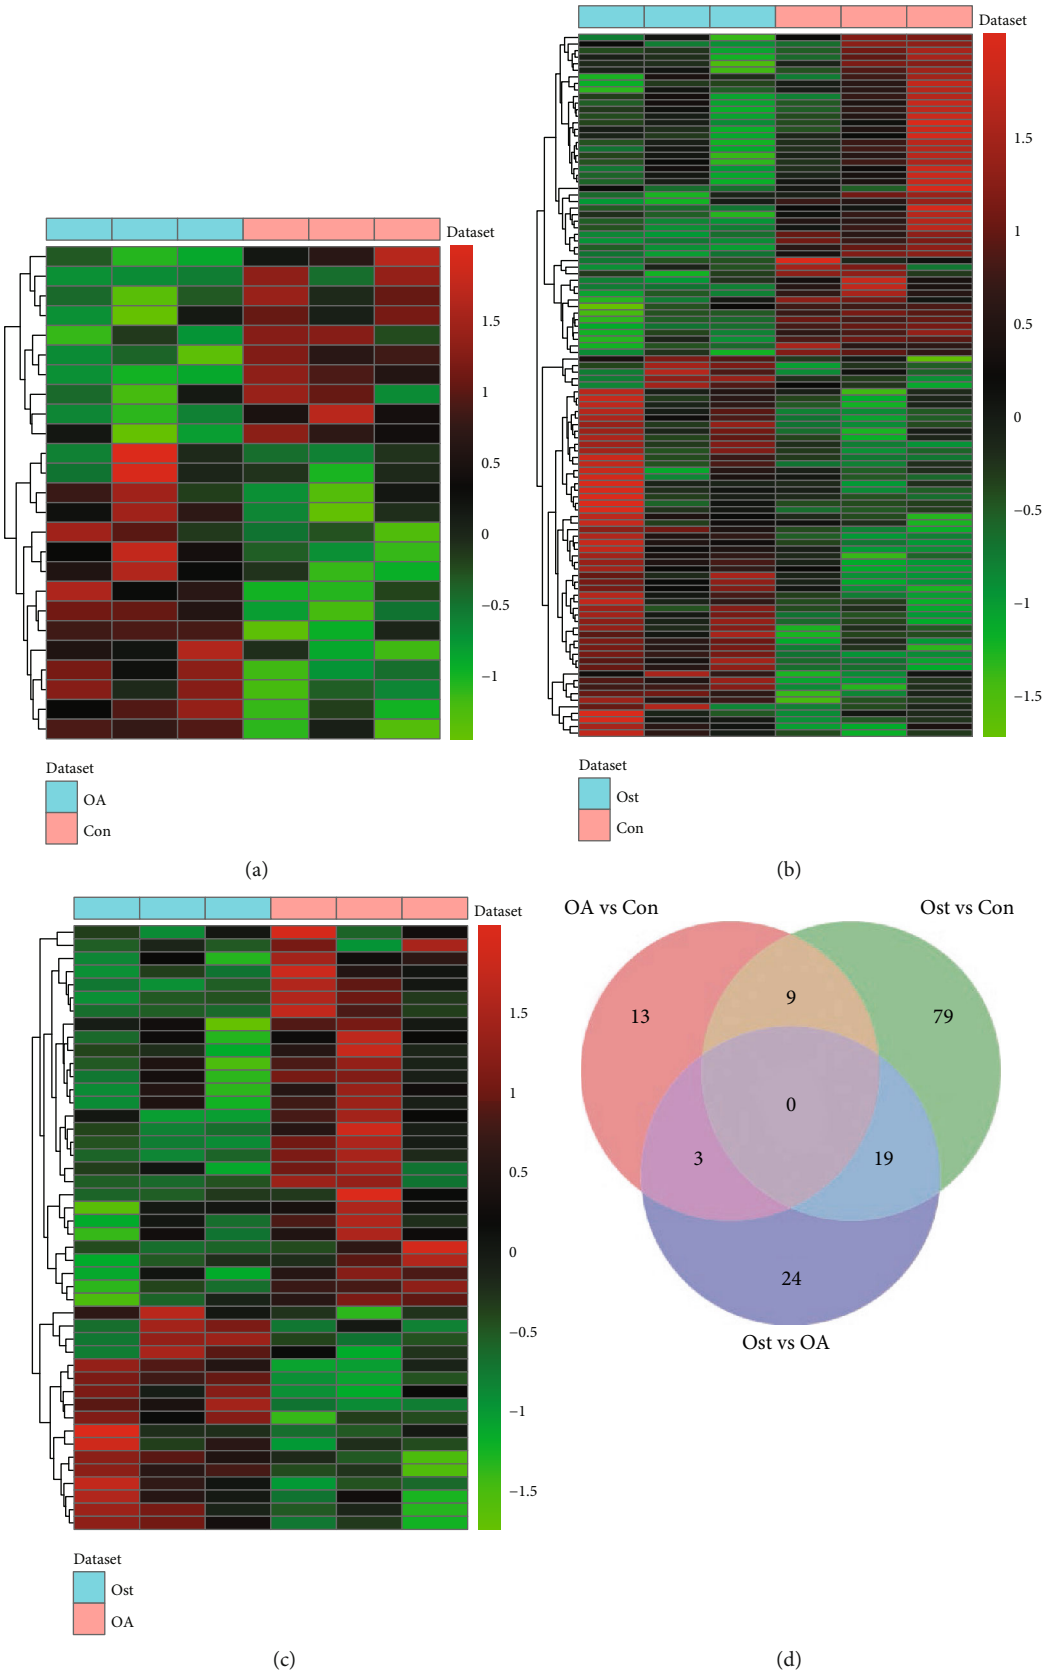 Dataset
1.5
1
0.5
0
−0.5
−1
Dataset
OA
Con
(a)
Dataset
1.5
1
0.5
0
−0.5
−1
−1.5
Dataset
Ost
Con
(b)
Dataset
1.5
1
0.5
0
−0.5
−1
−1.5
Dataset
Ost
OA
(c)
OA vs Con
Ost vs Con
9
13
79
0
3
19
24
Ost vs OA
(d)